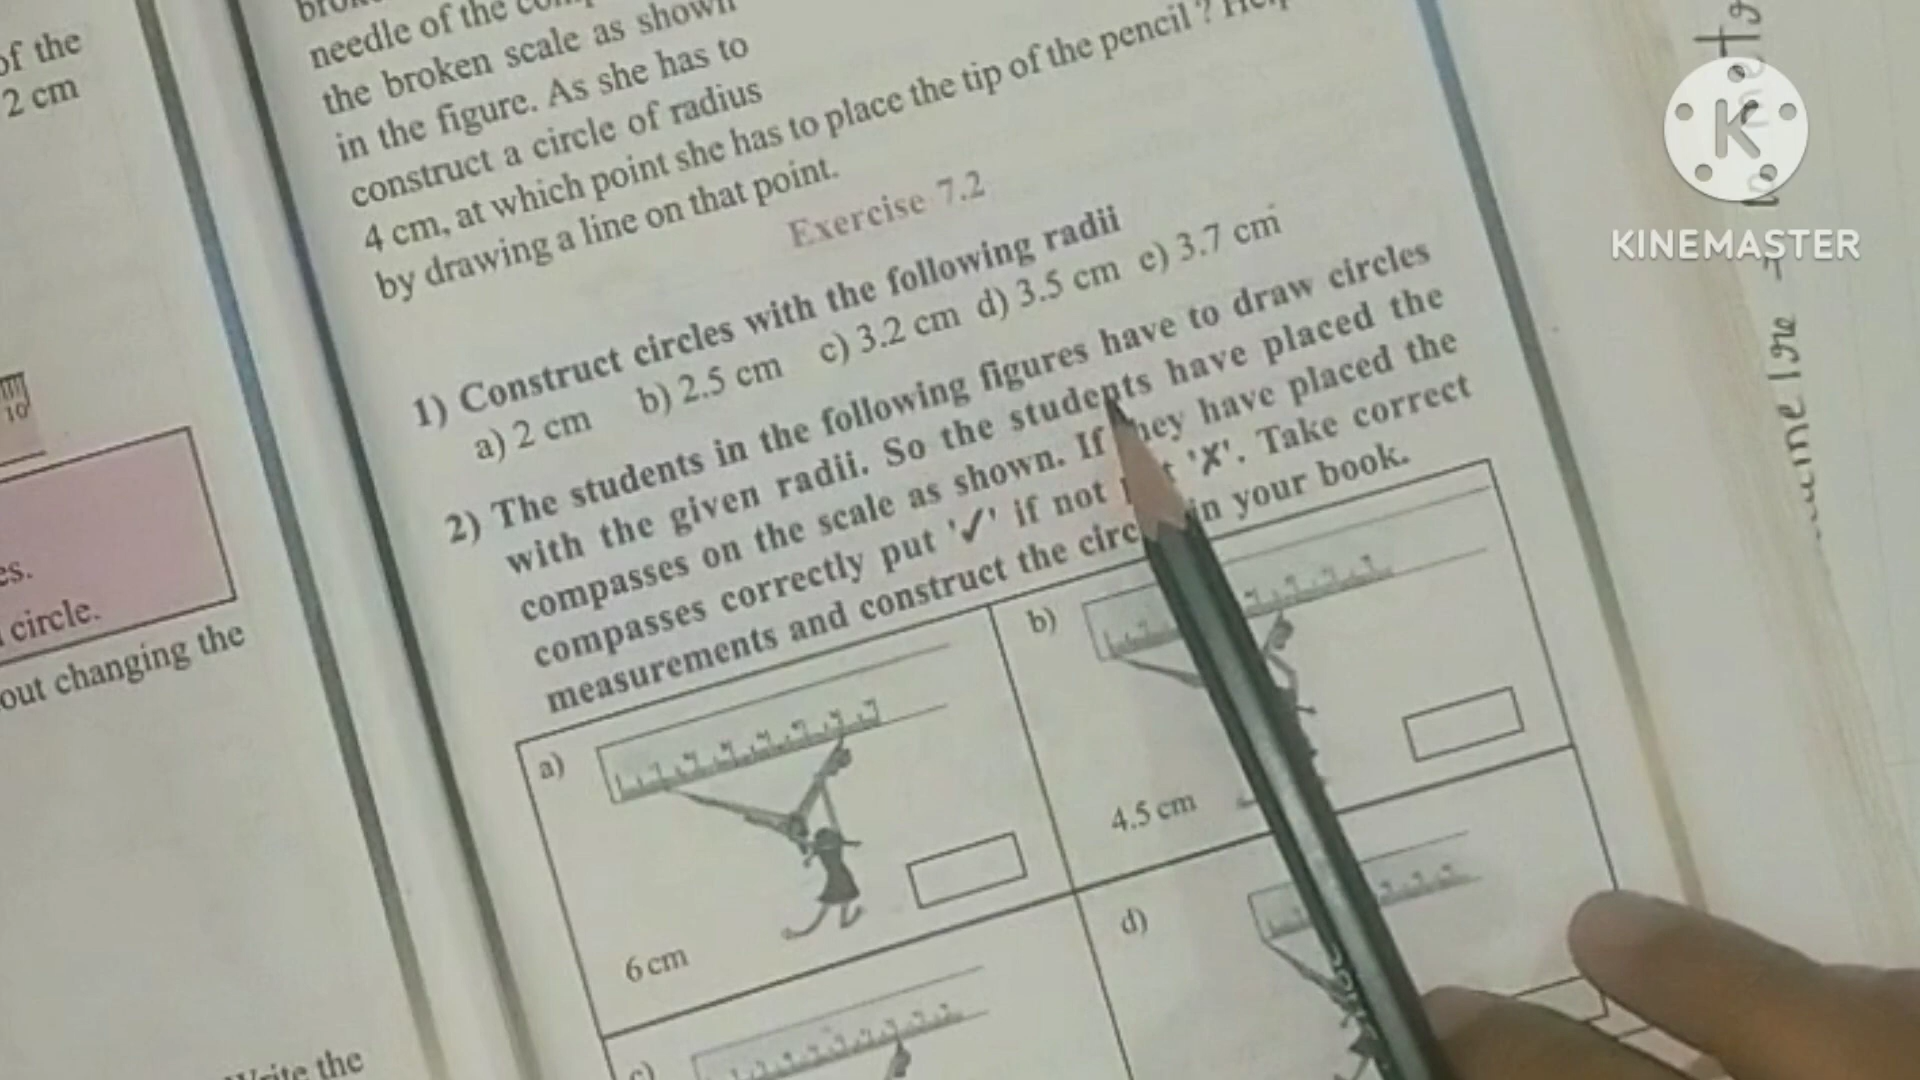 of the
2 cm
10
es.
circle.
out changing the
Write the
needle of the
the broken scale as shown
in the figure. As she has to
construct a circle of radius
4 cm, at which point she has to place the tip of the pencil ?
by drawing a line on that point.
Exercise 7.2
1) Construct circles with the following radii
a) 2 cm b) 2.5 cm c) 3.2 cm d) 3.5 cm e) 3.7 cm
2) The students in the following figures have to draw circles
with the given radii. So the students have placed the
compasses on the scale as shown. If they have placed the
compasses correctly put '✓' if not 'X'. Take correct
measurements and construct the circ in your book.
a)
6 cm
b)
4.5 cm
c)
d)
K
KINEMASTER